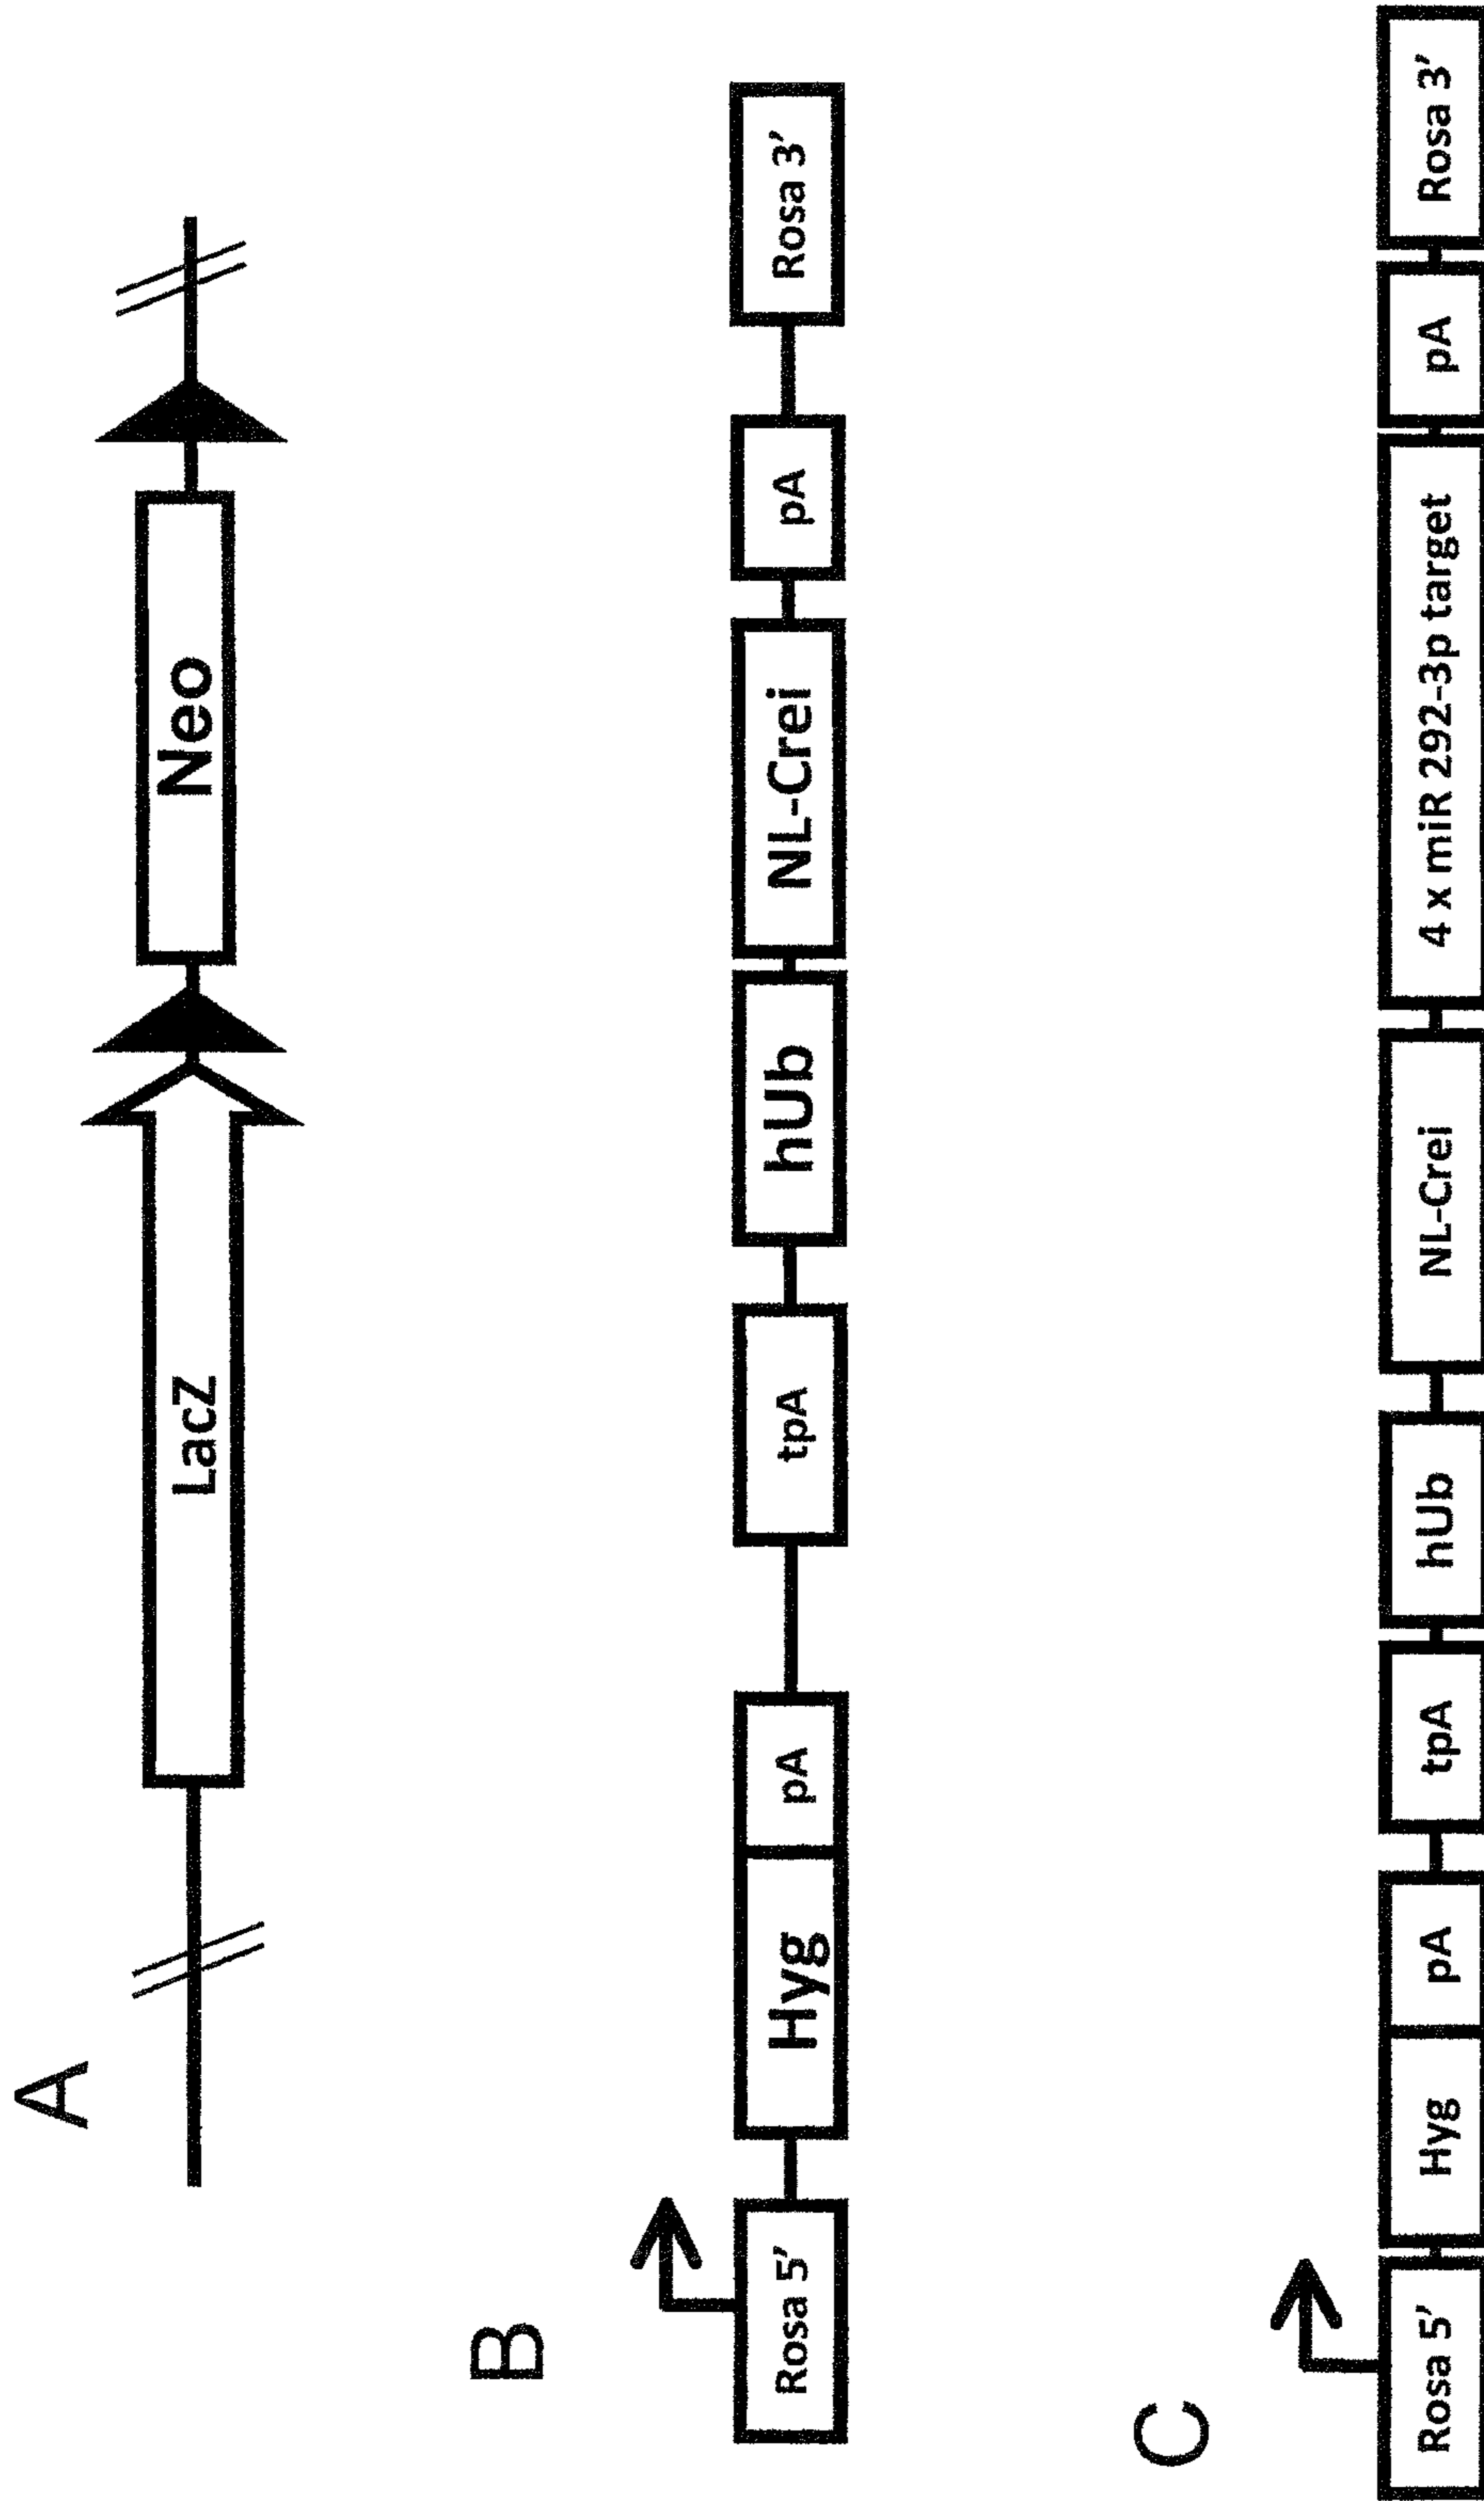 A
LacZ
Neo
B
Rosa 5’
Hyg
pA
tpA
hUb
NL-Crei
pA
Rosa 3’
C
Rosa 5’
Hyg
pA
tpA
hUb
NL-Crei
4 x miR 292-3p target
pA
Rosa 3’